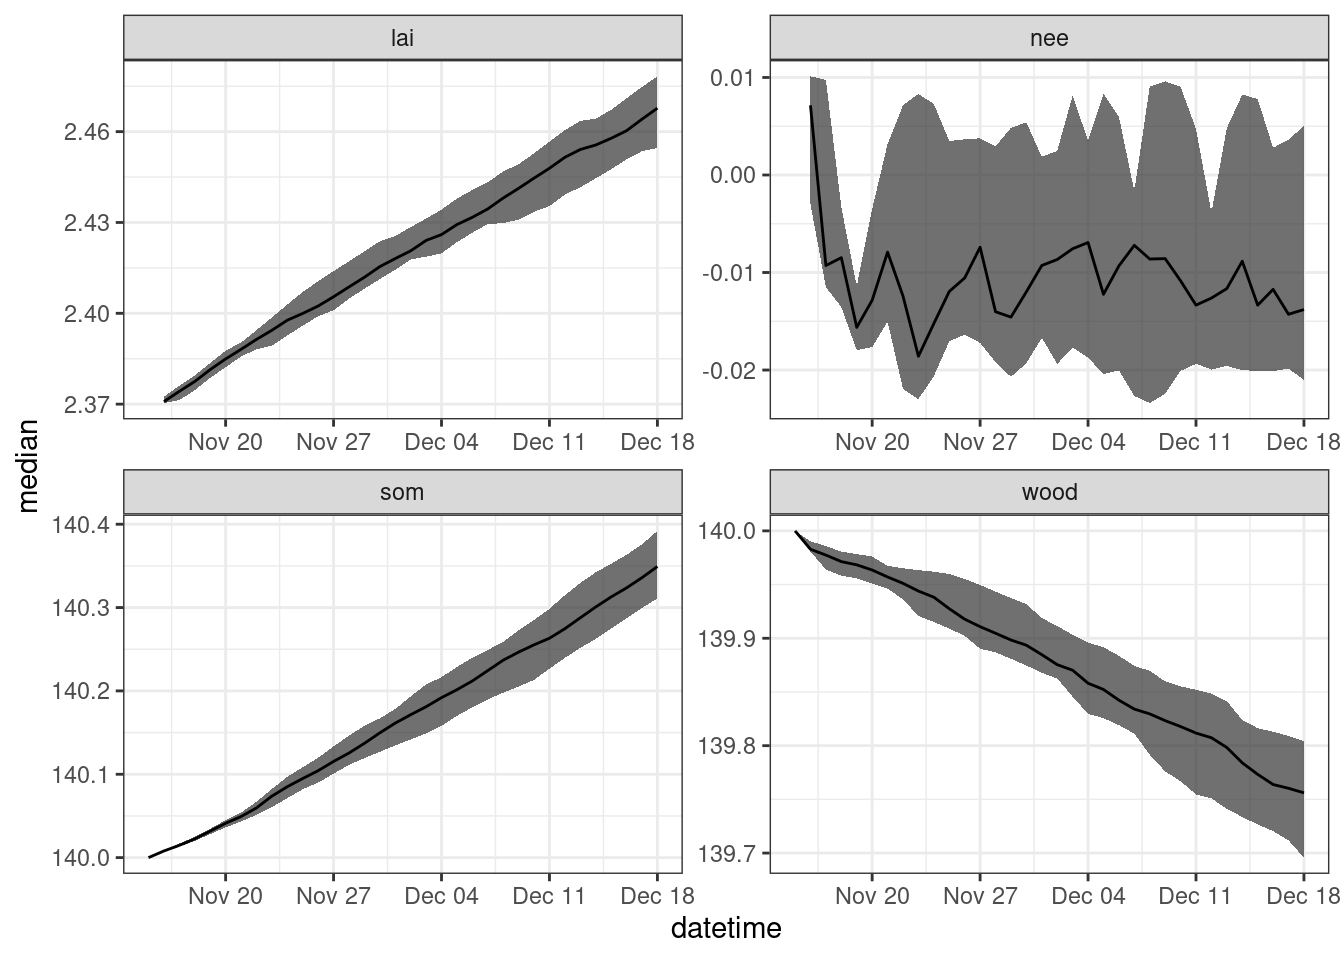 lai
nee
2.46
2.43
2.40
2.37
0.01
0.00
-0.01
-0.02
Nov 20 Nov 27 Dec 04 Dec 11 Dec 18
Nov 20 Nov 27 Dec 04 Dec 11 Dec 18
median
som
wood
140.4
140.3
140.2
140.1
140.0
140.0
139.9
139.8
139.7
Nov 20 Nov 27 Dec 04 Dec 11 Dec 18
Nov 20 Nov 27 Dec 04 Dec 11 Dec 18
datetime